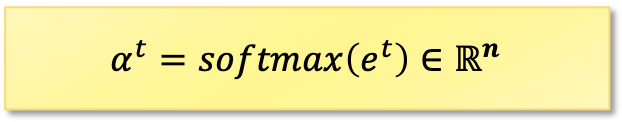 αᵗ = softmax(eᵗ) ∈ ℝⁿ